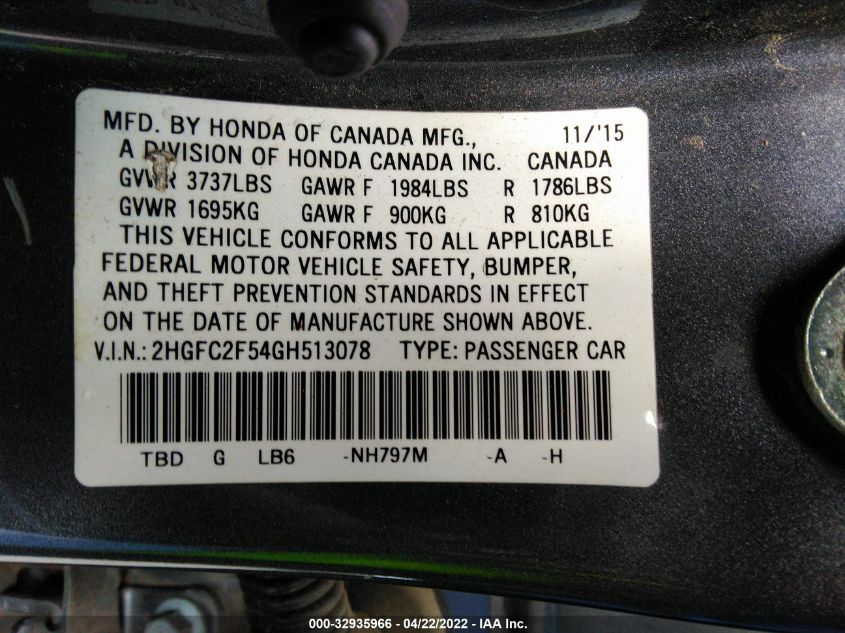 MFD. BY HONDA OF CANADA MFG., 11/'15
A DIVISION OF HONDA CANADA INC. CANADA
GVWR 3737LBS GAWR F 1984LBS R 1786LBS
GVWR 1695KG GAWR F 900KG R 810KG
THIS VEHICLE CONFORMS TO ALL APPLICABLE
FEDERAL MOTOR VEHICLE SAFETY, BUMPER,
AND THEFT PREVENTION STANDARDS IN EFFECT
ON THE DATE OF MANUFACTURE SHOWN ABOVE.
V.I.N.: 2HGFC2F54GH513078 TYPE: PASSENGER CAR
TBD G LB6 -NH797M -A -H
000-32935966 - 04/22/2022 - IAA Inc.